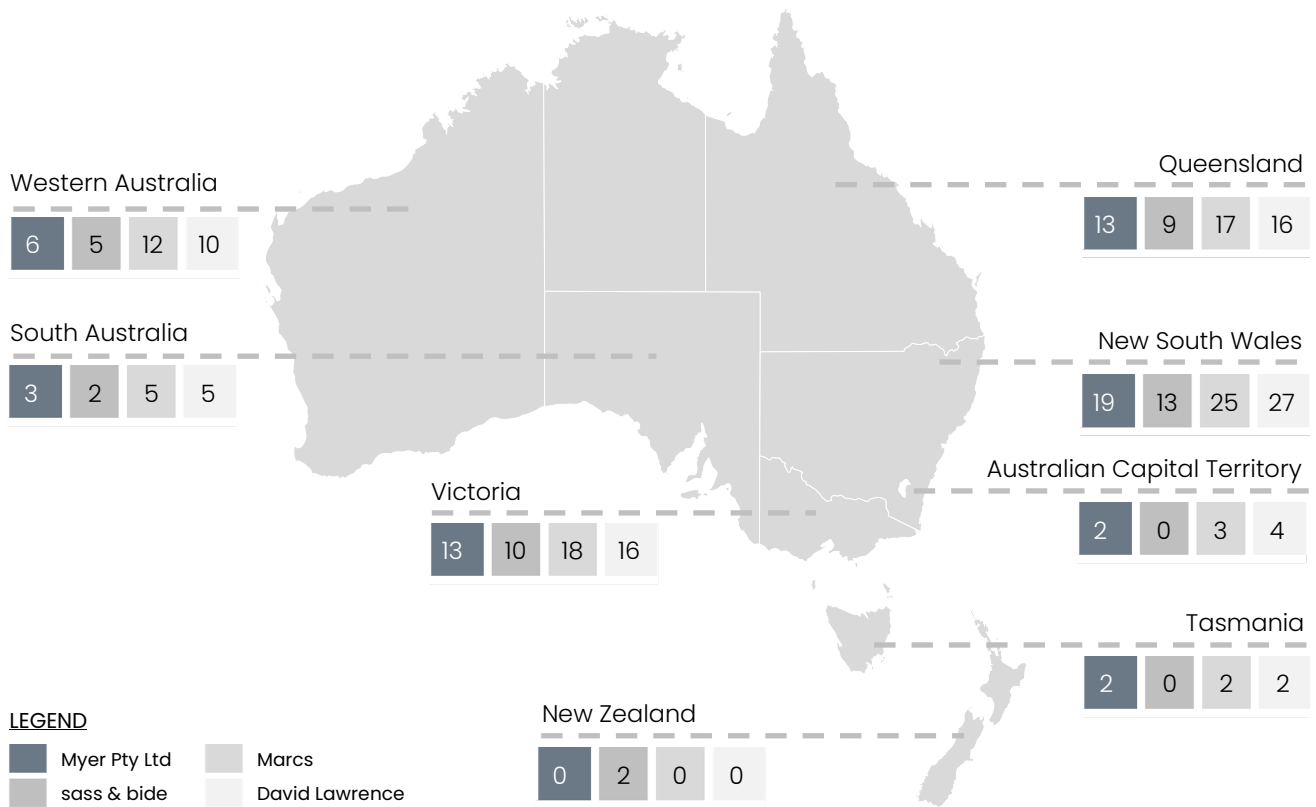 Western Australia
6 5 12 10
South Australia
3 2 5 5
Victoria
13 10 18 16
Queensland
13 9 17 16
New South Wales
19 13 25 27
Australian Capital Territory
2 0 3 4
Tasmania
2 0 2 2
New Zealand
0 2 0 0
LEGEND
Myer Pty Ltd Marcs
sass & bide David Lawrence